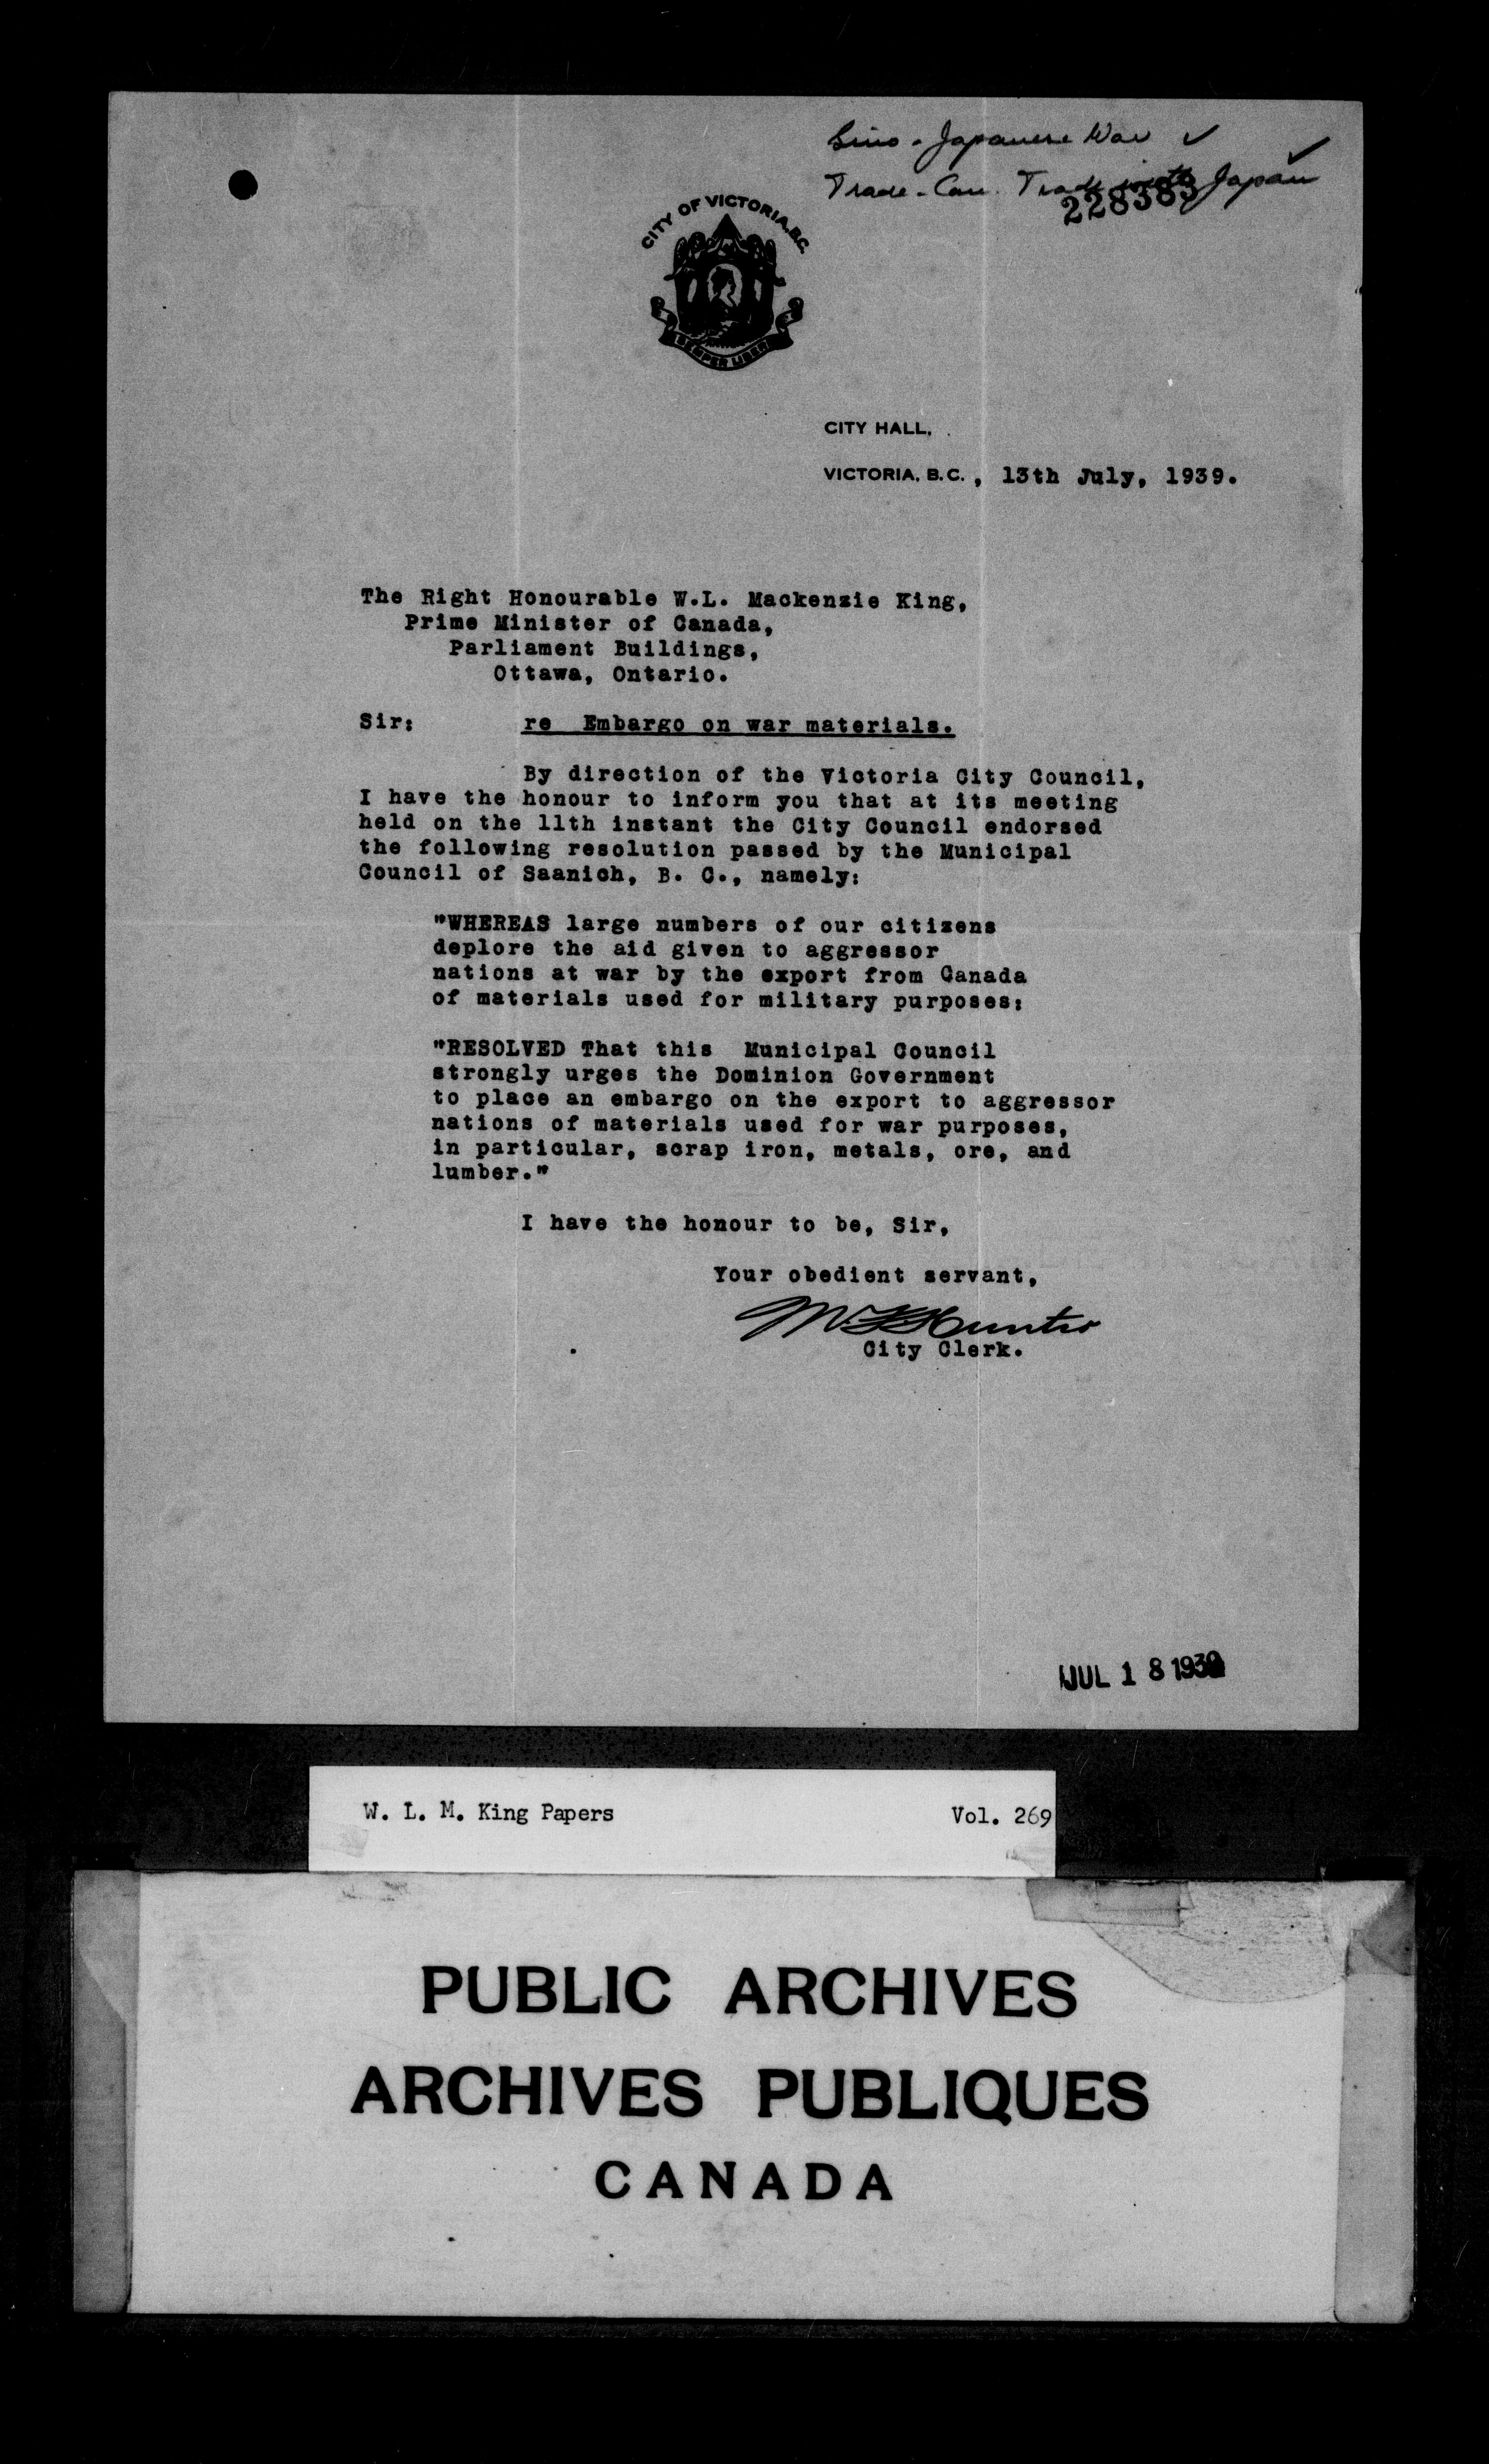 Sino-Japanese War ✓
Trade-Can. Trade with Japan ✓
228383
CITY OF VICTORIA, B.C.
SEMPER LIBER
CITY HALL,
VICTORIA, B.C., 13th July, 1939.
The Right Honourable W.L. Mackenzie King,
Prime Minister of Canada,
Parliament Buildings,
Ottawa, Ontario.
Sir: re Embargo on war materials.
By direction of the Victoria City Council,
I have the honour to inform you that at its meeting
held on the 11th instant the City Council endorsed
the following resolution passed by the Municipal
Council of Saanich, B. C., namely:
"WHEREAS large numbers of our citizens
deplore the aid given to aggressor
nations at war by the export from Canada
of materials used for military purposes:
"RESOLVED That this Municipal Council
strongly urges the Dominion Government
to place an embargo on the export to aggressor
nations of materials used for war purposes,
in particular, scrap iron, metals, ore, and
lumber."
I have the honour to be, Sir,
Your obedient servant,
Hunter
City Clerk.
JUL 18 1939
W. L. M. King Papers Vol. 269
PUBLIC ARCHIVES
ARCHIVES PUBLIQUES
CANADA